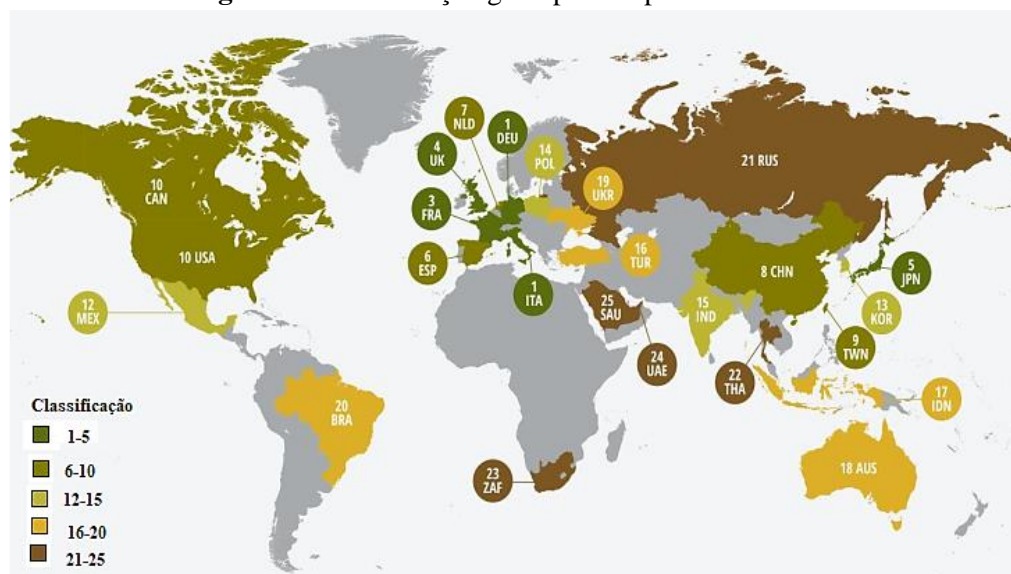 7
NLD
1
DEU
4
UK
14
POL
21 RUS
10
CAN
19
UKR
3
FRA
10 USA
6
ESP
16
TUR
8 CHN
5
JPN
1
ITA
12
MEX
25
SAU
15
IND
13
KOR
24
UAE
9
TWN
22
THA
17
IDN
20
BRA
18 AUS
23
ZAF
Classificação
1-5
6-10
12-15
16-20
21-25